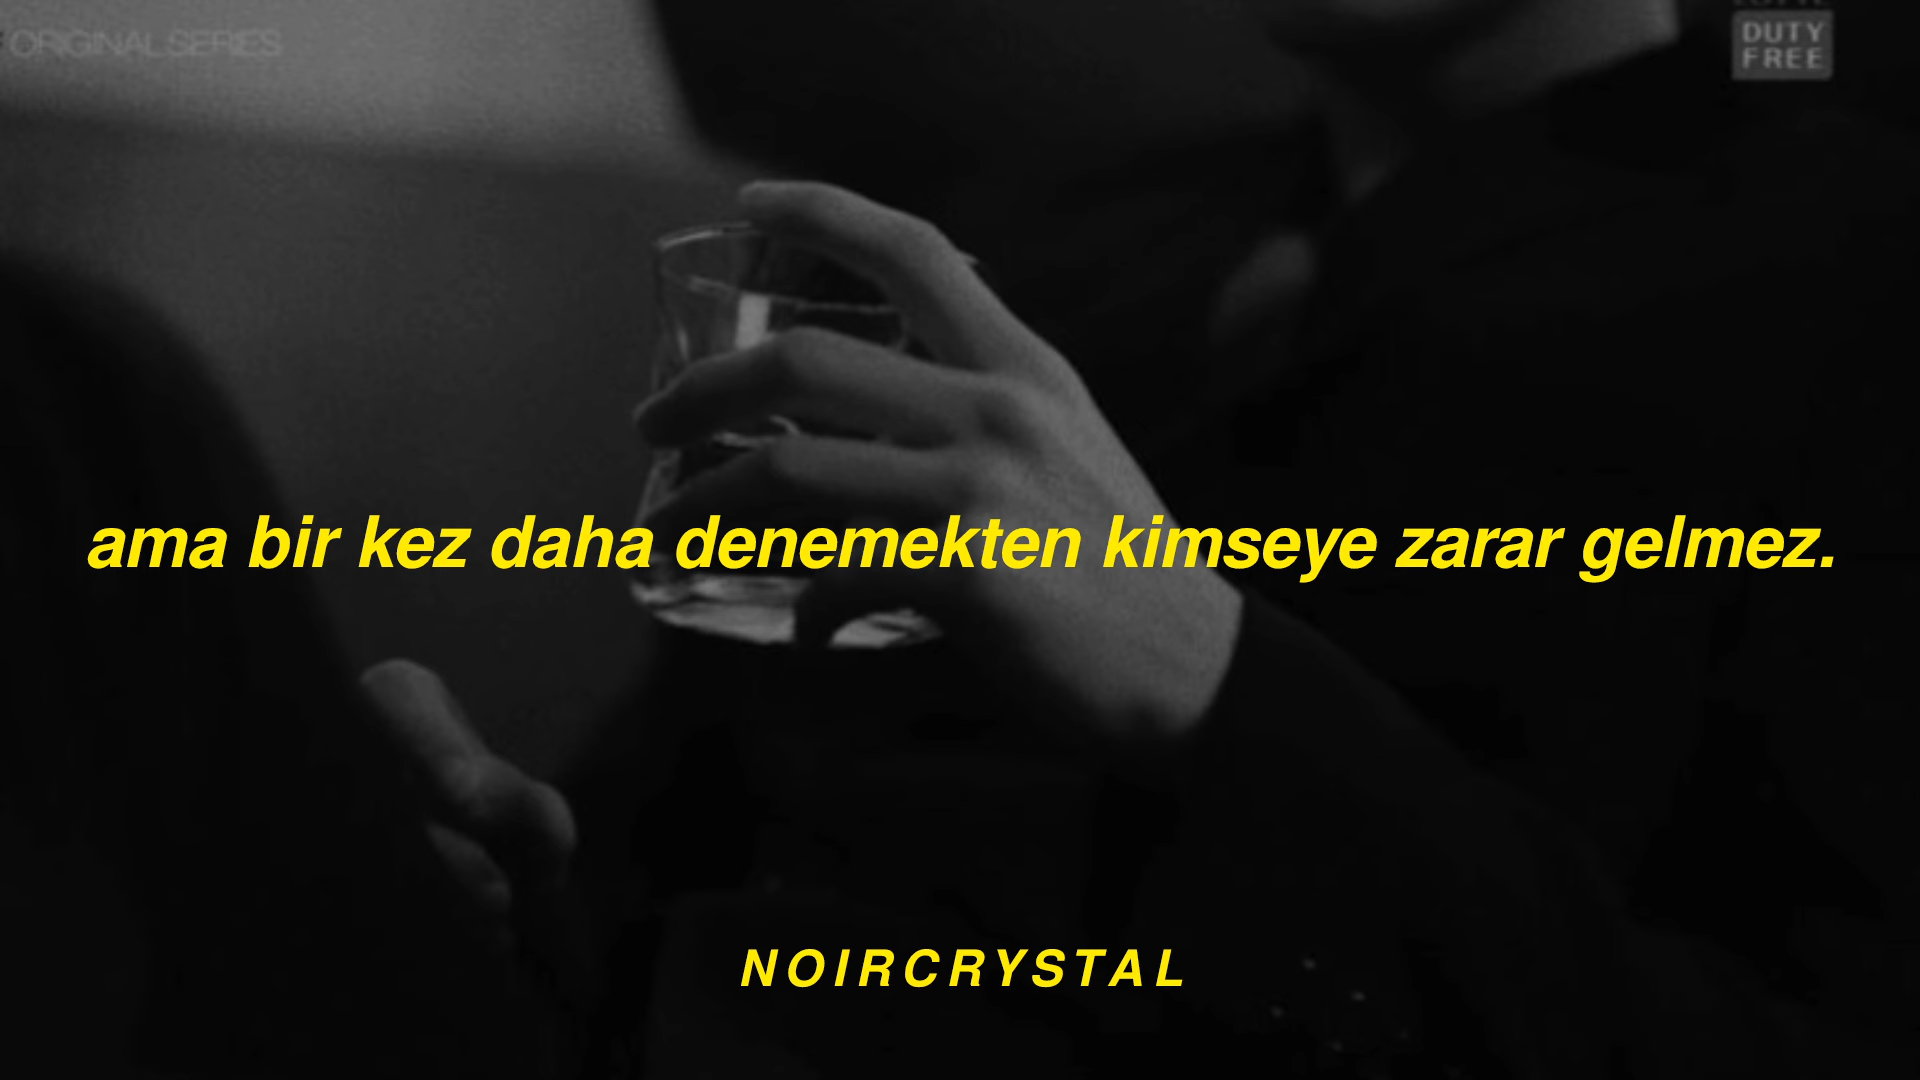 ORIGINAL SERIES
DUTY
FREE
ama bir kez daha denemekten kimseye zarar gelmez.
NOIRCRYSTAL